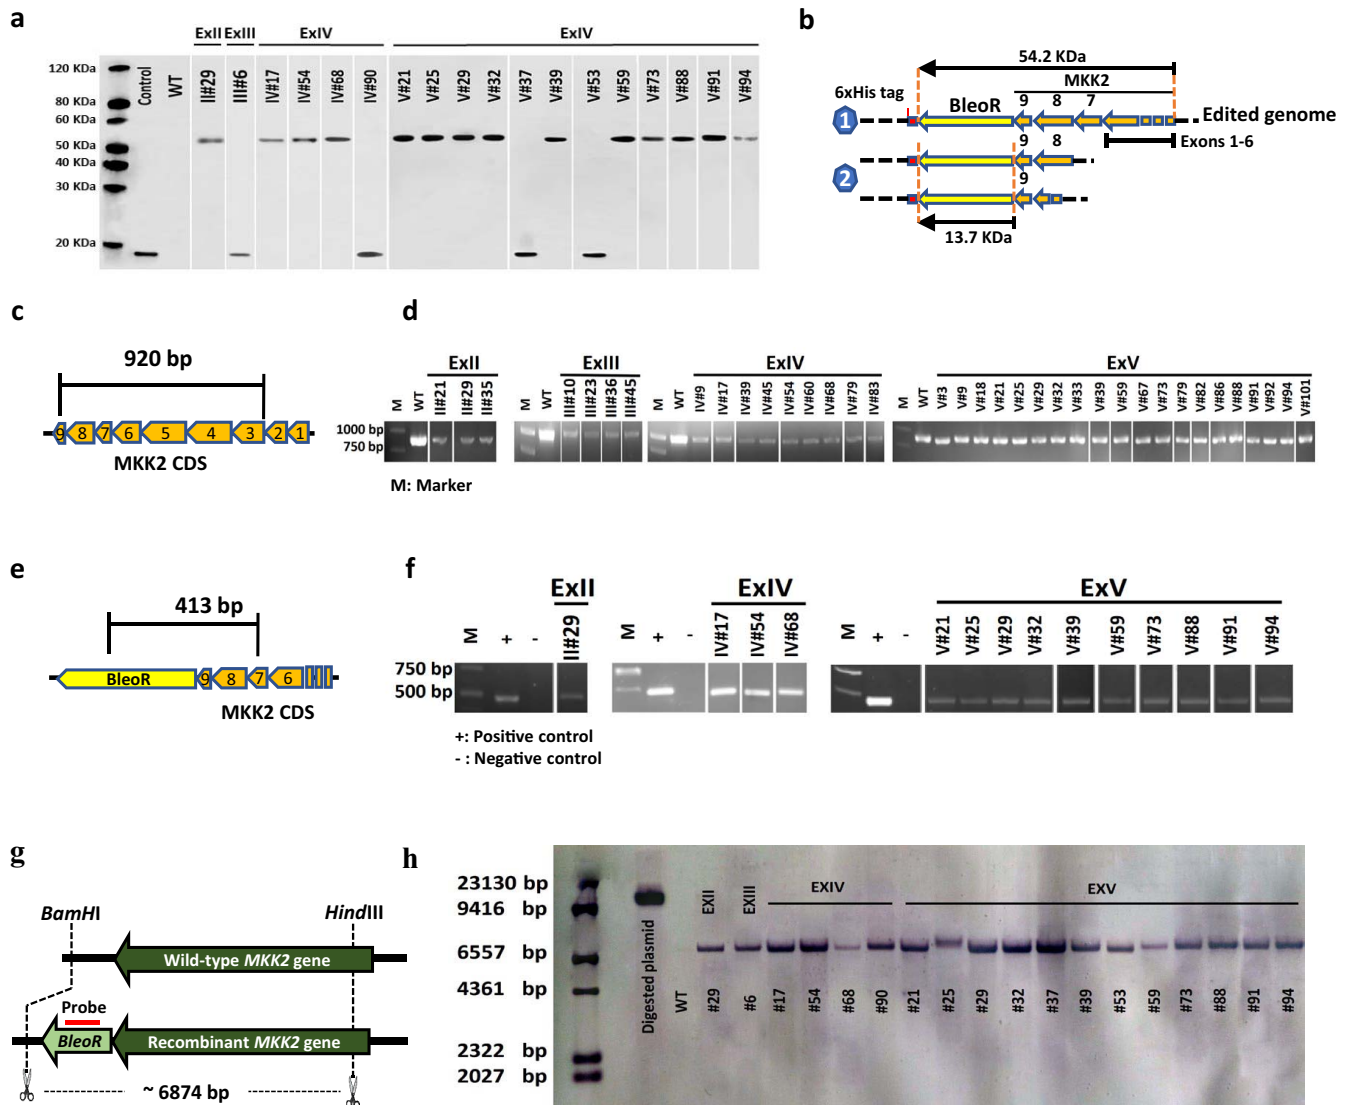 a
ExII ExIII ExIV ExIV
120 KDa
80 KDa
60 KDa
50 KDa
40 KDa
30 KDa
20 KDa
Control WT II#29 III#6 IV#17 IV#54 IV#68 IV#90 V#21 V#25 V#29 V#32 V#37 V#39 V#53 V#59 V#73 V#88 V#91 V#94
b
54.2 KDa
MKK2
6xHis tag
BleoR 9 8 7
1
Edited genome
Exons 1-6
9 8
2
9
13.7 KDa
c
920 bp
9 8 7 6 5 4 3 2 1
MKK2 CDS
d
ExII ExIII ExIV ExV
M WT II#21 II#29 II#35
M WT III#10 III#23 III#36 III#45
M WT IV#9 IV#17 IV#39 IV#45 IV#54 IV#60 IV#68 IV#79 IV#83
M WT V#3 V#9 V#18 V#21 V#25 V#29 V#32 V#33 V#39 V#59 V#67 V#73 V#79 V#82 V#86 V#88 V#91 V#92 V#94 V#101
1000 bp
750 bp
M: Marker
e
413 bp
BleoR 9 8 7 6
MKK2 CDS
f
ExII ExIV ExV
M + - II#29
M + - IV#17 IV#54 IV#68
M + - V#21 V#25 V#29 V#32 V#39 V#59 V#73 V#88 V#91 V#94
750 bp
500 bp
+: Positive control
- : Negative control
g
BamHI HindIII
Wild-type MKK2 gene
Probe
BleoR Recombinant MKK2 gene
~ 6874 bp
h
23130 bp
9416 bp
6557 bp
4361 bp
2322 bp
2027 bp
EXII EXIII EXIV EXV
Digested plasmid WT #29 #6 #17 #54 #68 #90 #21 #25 #29 #32 #37 #39 #53 #59 #73 #88 #91 #94